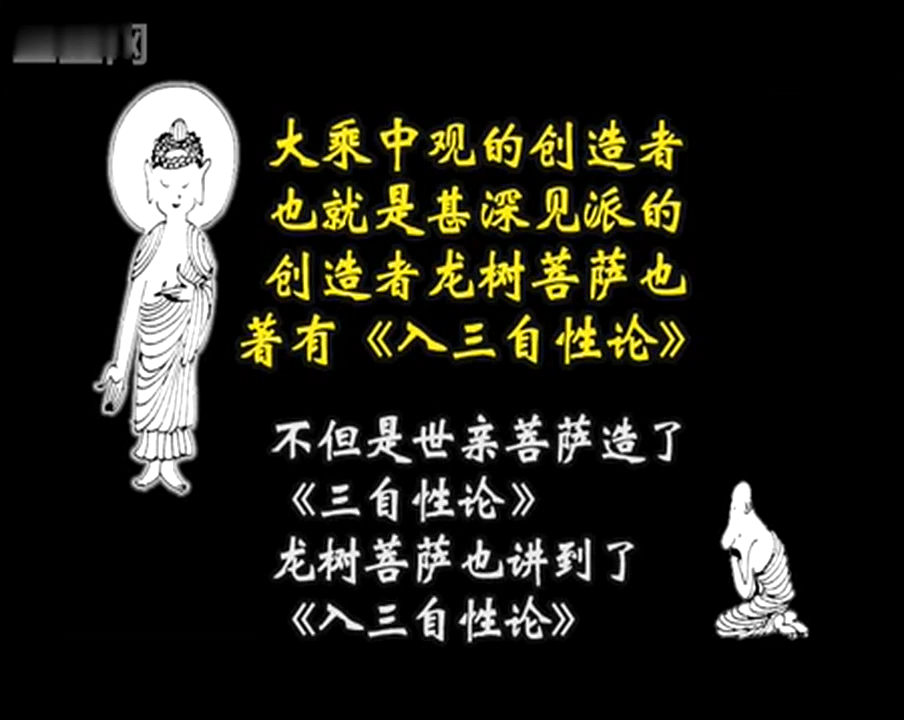 大乘中观的创造者
也就是甚深见派的
创造者龙树菩萨也
著有《入三自性论》
不但是世亲菩萨造了
《三自性论》
龙树菩萨也讲到了
《入三自性论》